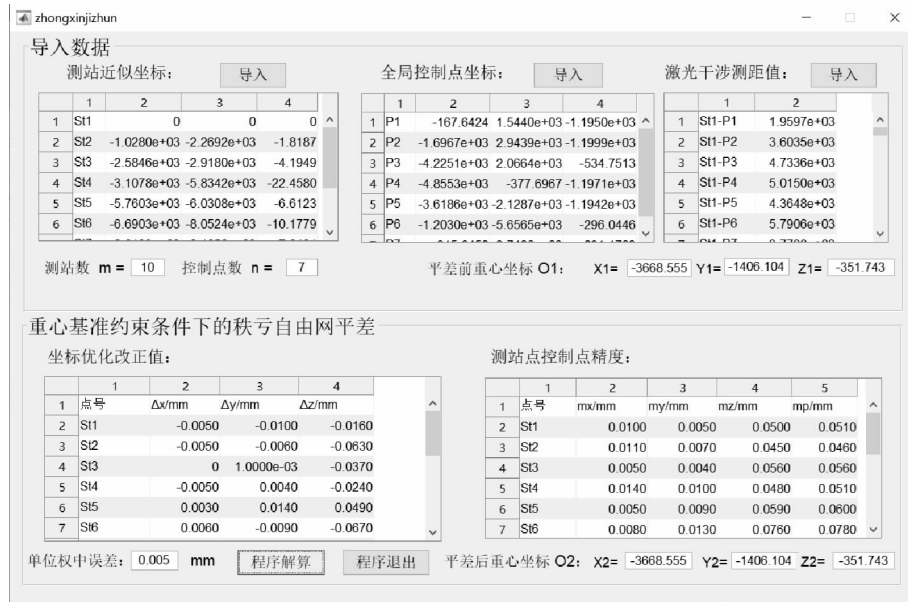 zhongxinjizhun
导入数据
测站近似坐标： 导入 全局控制点坐标： 导入 激光干涉测距值： 导入
1 2 3 4 1 2 3 4 1 2
1 St1 0 0 0 1 P1 -167.6424 1.5440e+03 -1.1950e+03 1 St1-P1 1.9597e+03
2 St2 -1.0280e+03 -2.2692e+03 -1.8187 2 P2 -1.6967e+03 2.9439e+03 -1.1999e+03 2 St1-P2 3.6035e+03
3 St3 -2.5846e+03 -2.9180e+03 -4.1949 3 P3 -4.2251e+03 2.0664e+03 -534.7513 3 St1-P3 4.7336e+03
4 St4 -3.1078e+03 -5.8342e+03 -22.4580 4 P4 -4.8553e+03 -377.6967 -1.1971e+03 4 St1-P4 5.0150e+03
5 St5 -5.7603e+03 -6.0308e+03 -6.6123 5 P5 -3.6186e+03 -2.1287e+03 -1.1942e+03 5 St1-P5 4.3648e+03
6 St6 -6.6903e+03 -8.0524e+03 -10.1779 6 P6 -1.2030e+03 -5.6565e+03 -296.0446 6 St1-P6 5.7906e+03
测站数 m = 10 控制点数 n = 7 平差前重心坐标 O1： X1= -3668.555 Y1= -1406.104 Z1= -351.743
重心基准约束条件下的秩亏自由网平差
坐标优化改正值： 测站点控制点精度：
1 2 3 4 1 2 3 4 5
1 点号 Δx/mm Δy/mm Δz/mm 1 点号 mx/mm my/mm mz/mm mp/mm
2 St1 -0.0050 -0.0100 -0.0160 2 St1 0.0100 0.0050 0.0500 0.0510
3 St2 -0.0050 -0.0060 -0.0630 3 St2 0.0110 0.0070 0.0450 0.0460
4 St3 0 1.0000e-03 -0.0370 4 St3 0.0050 0.0040 0.0560 0.0560
5 St4 -0.0050 0.0040 -0.0240 5 St4 0.0140 0.0100 0.0480 0.0510
6 St5 0.0030 0.0140 0.0490 6 St5 0.0050 0.0090 0.0590 0.0600
7 St6 0.0060 -0.0090 -0.0670 7 St6 0.0080 0.0130 0.0760 0.0780
单位权中误差： 0.005 mm 程序解算 程序退出 平差后重心坐标 O2： X2= -3668.555 Y2= -1406.104 Z2= -351.743